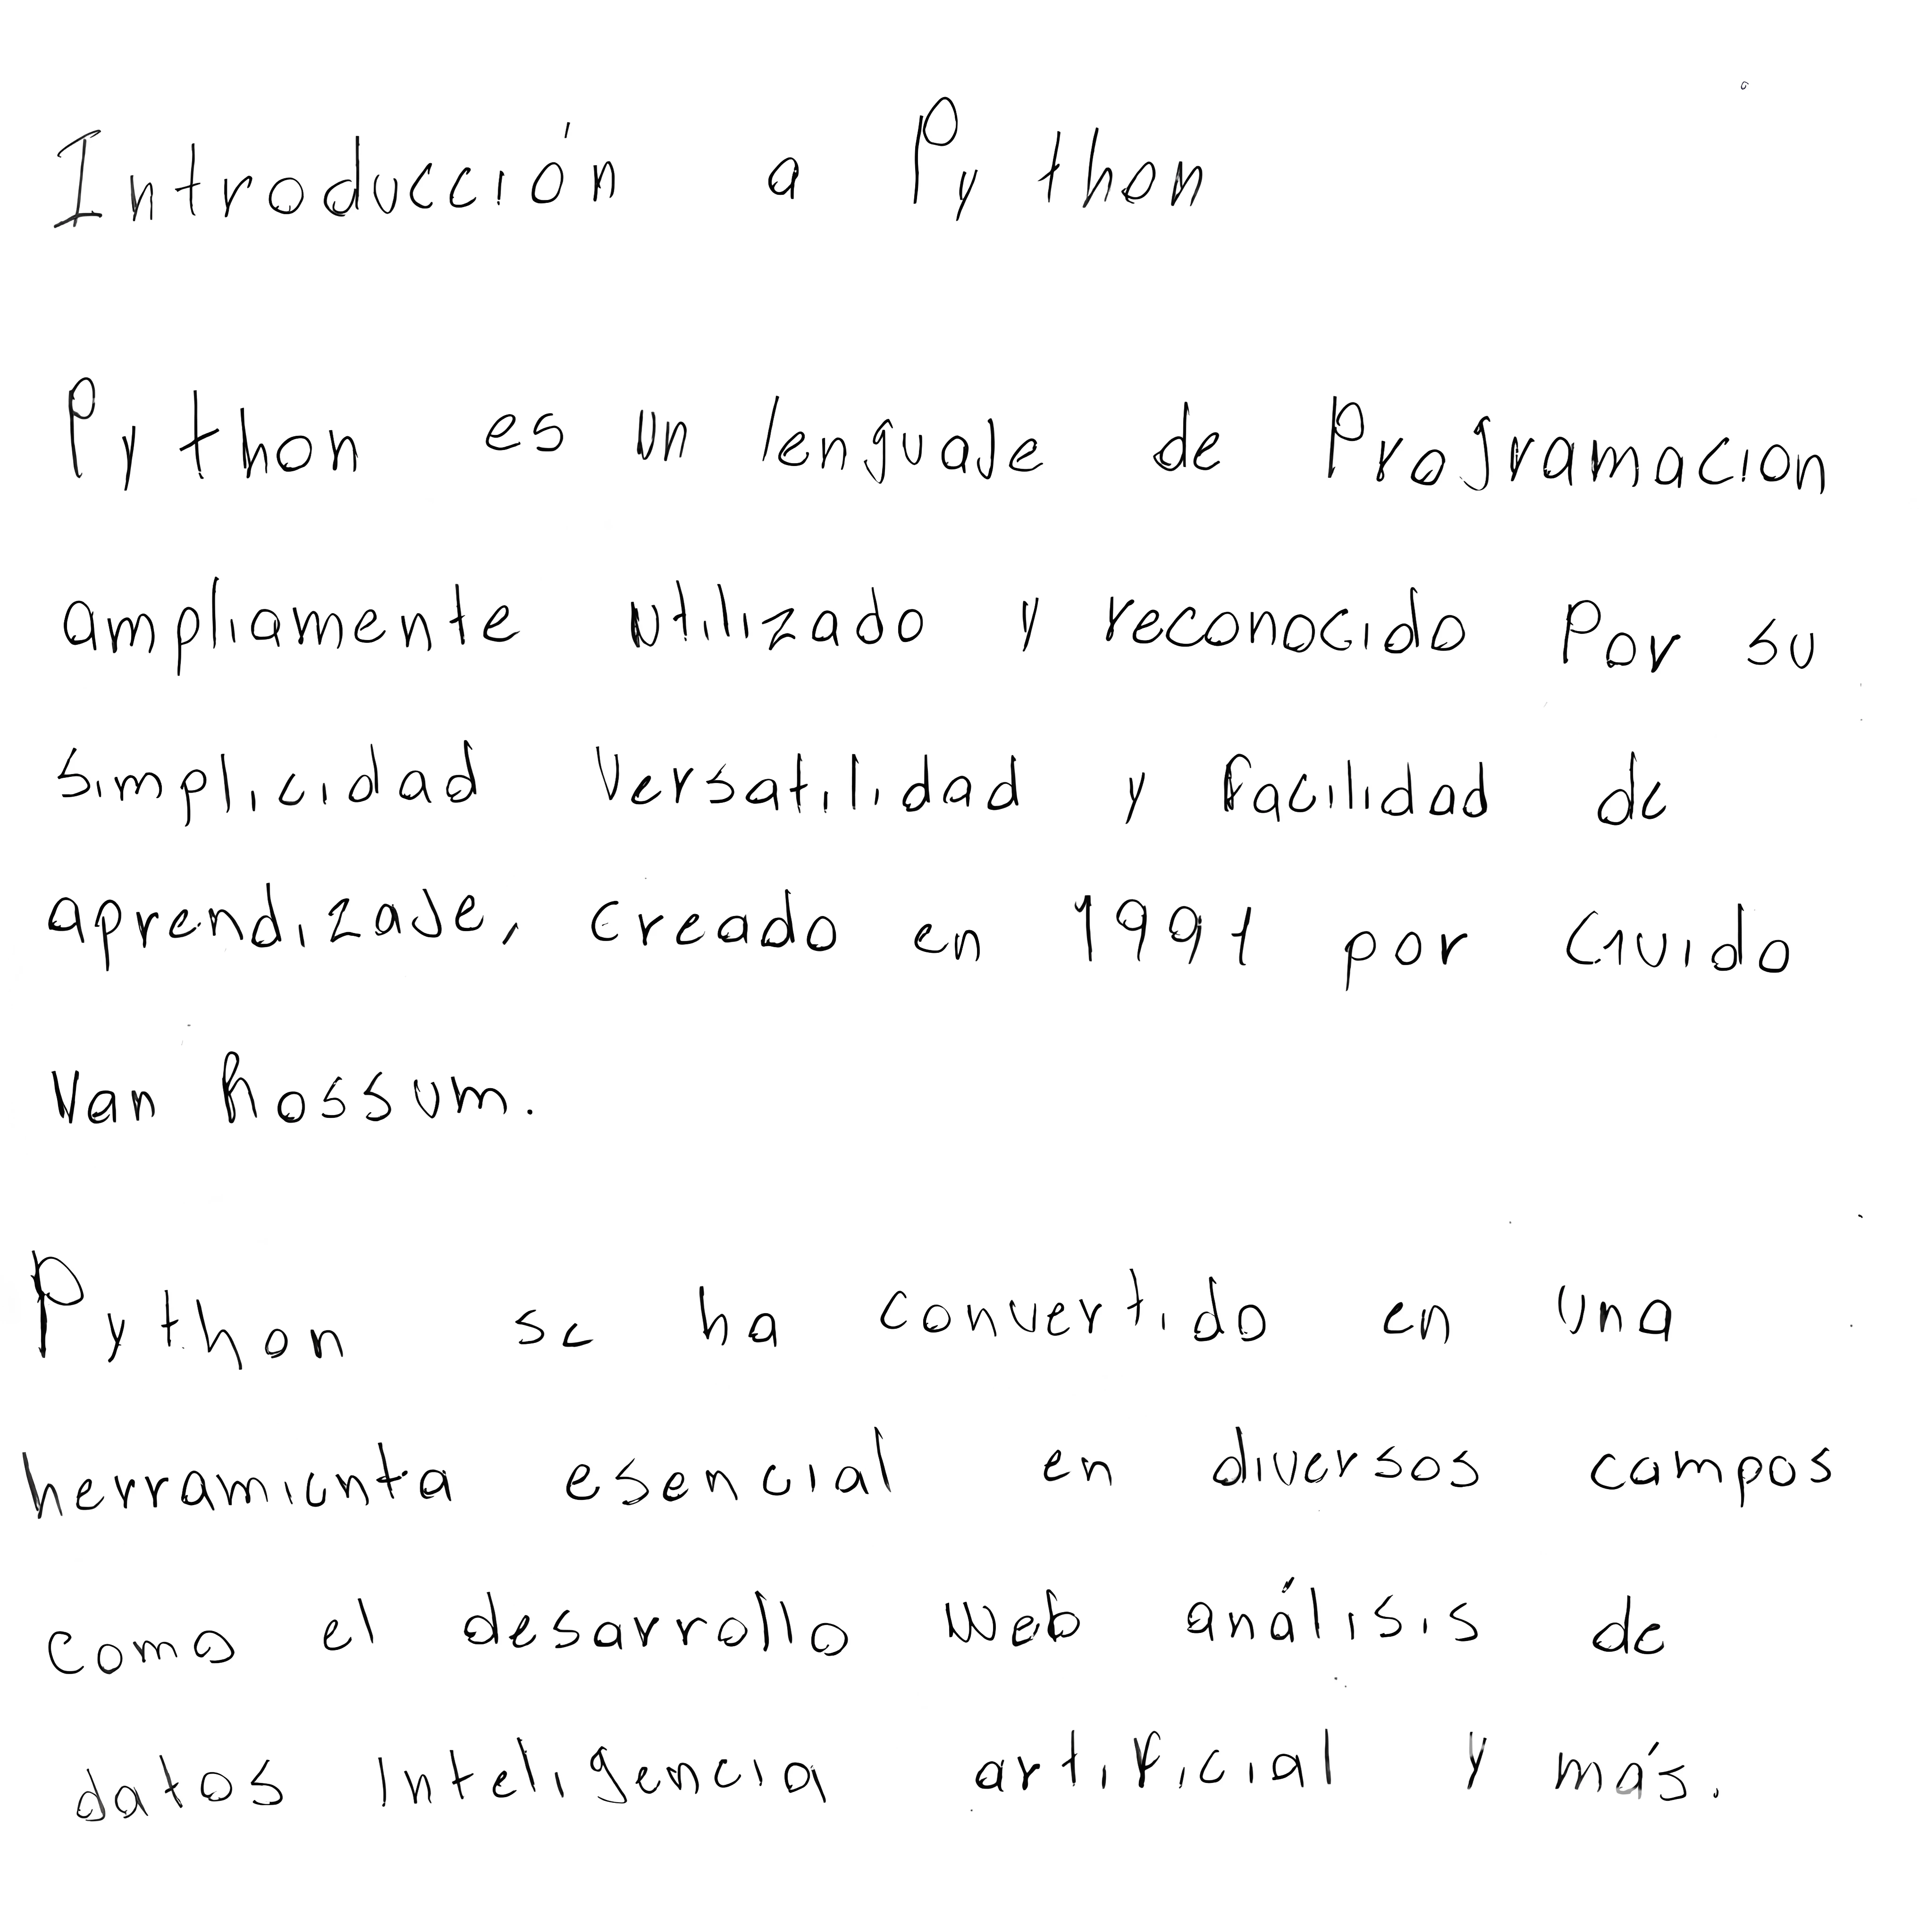 Introducción a Python
Python es un lenguaje de Programacion
ampliamente utilizado y reconocido Por su
simplicidad Versatilidad y facilidad de
aprendizaje, creado en 1991 por Guido
Van Rossum.
Python se ha convertido en una
herramienta esencial en diversos campos
como el desarrollo Web análisis de
datos Inteligencia artificial y más.